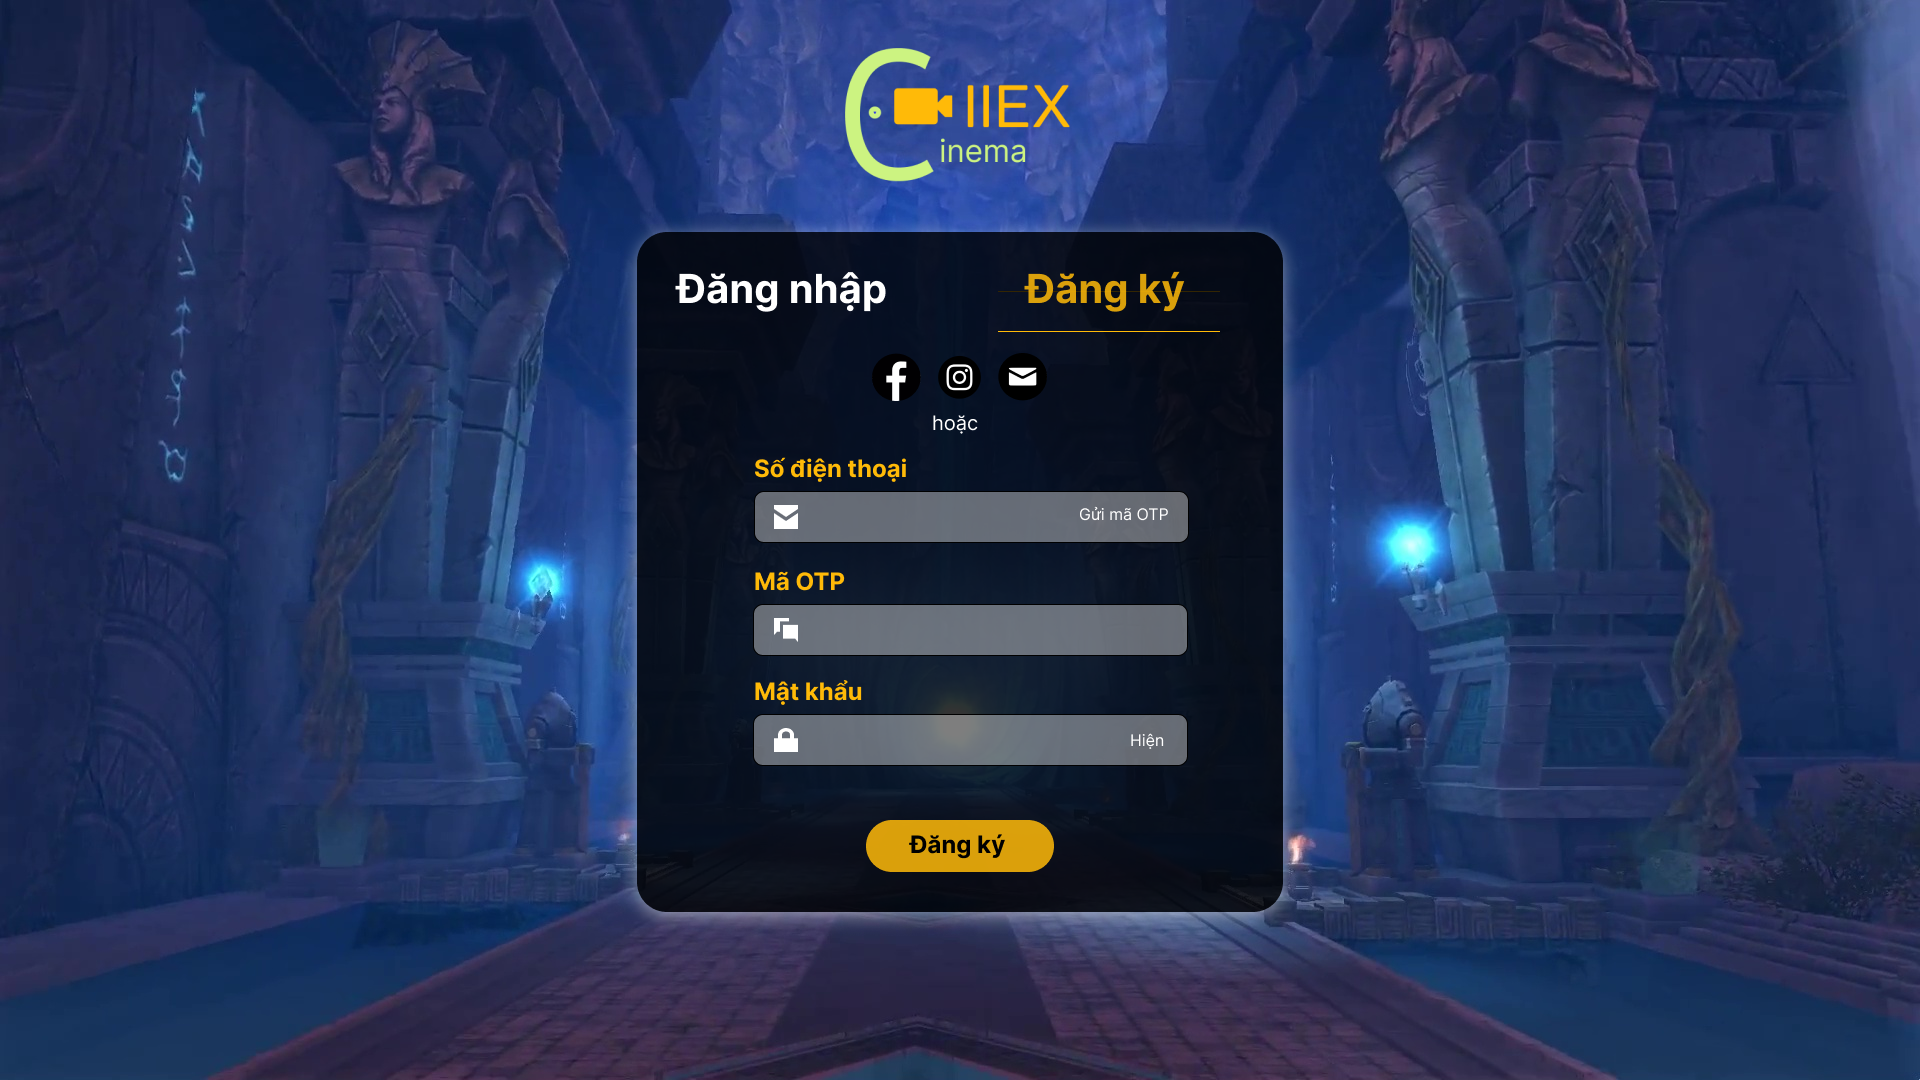 IIEX
inema
Đăng nhập
Đăng ký
hoặc
Số điện thoại
Gửi mã OTP
Mã OTP
Mật khẩu
Hiện
Đăng ký